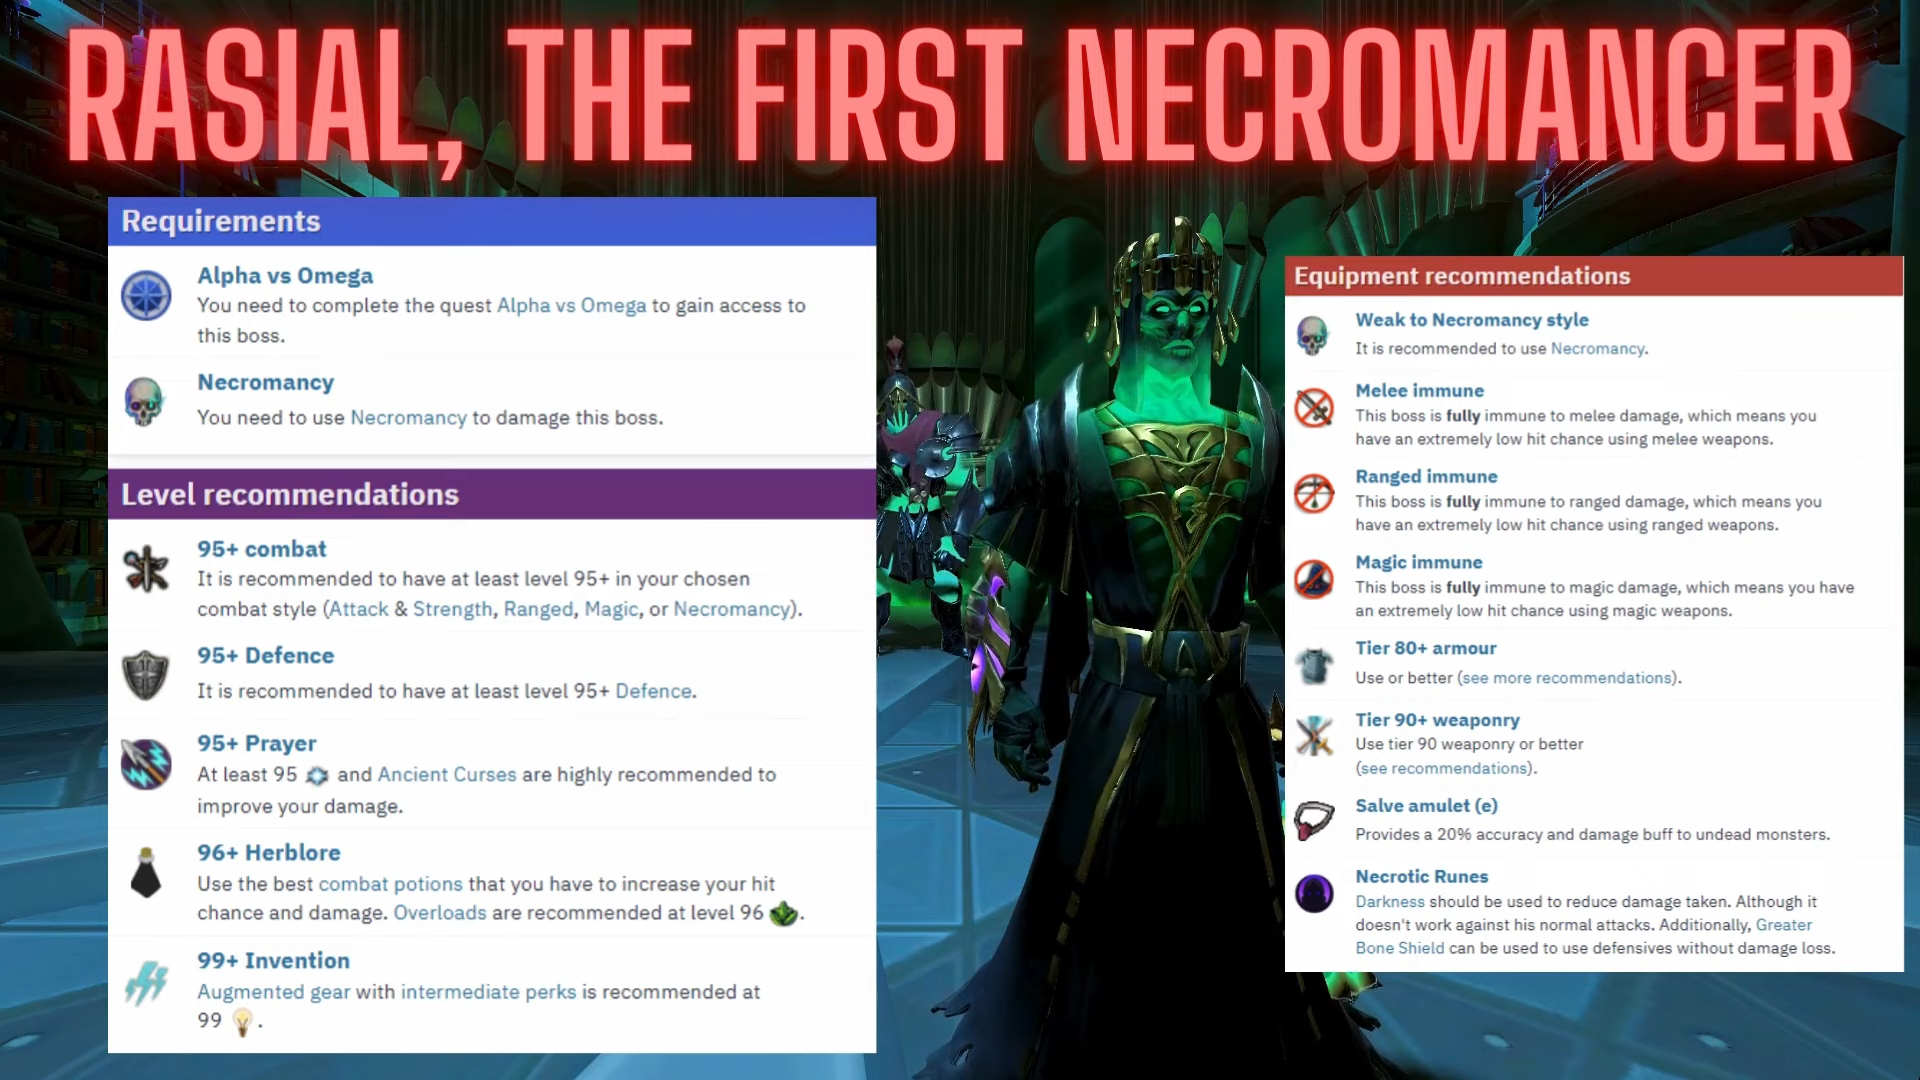 RASIAL, THE FIRST NECROMANCER
Requirements
Alpha vs Omega
You need to complete the quest Alpha vs Omega to gain access to
this boss.
Necromancy
You need to use Necromancy to damage this boss.
Level recommendations
95+ combat
It is recommended to have at least level 95+ in your chosen
combat style (Attack & Strength, Ranged, Magic, or Necromancy).
95+ Defence
It is recommended to have at least level 95+ Defence.
95+ Prayer
At least 95 and Ancient Curses are highly recommended to
improve your damage.
96+ Herblore
Use the best combat potions that you have to increase your hit
chance and damage. Overloads are recommended at level 96 .
99+ Invention
Augmented gear with intermediate perks is recommended at
99 .
Equipment recommendations
Weak to Necromancy style
It is recommended to use Necromancy.
Melee immune
This boss is fully immune to melee damage, which means you
have an extremely low hit chance using melee weapons.
Ranged immune
This boss is fully immune to ranged damage, which means you
have an extremely low hit chance using ranged weapons.
Magic immune
This boss is fully immune to magic damage, which means you have
an extremely low hit chance using magic weapons.
Tier 80+ armour
Use or better (see more recommendations).
Tier 90+ weaponry
Use tier 90 weaponry or better
(see recommendations).
Salve amulet (e)
Provides a 20% accuracy and damage buff to undead monsters.
Necrotic Runes
Darkness should be used to reduce damage taken. Although it
doesn't work against his normal attacks. Additionally, Greater
Bone Shield can be used to use defensives without damage loss.